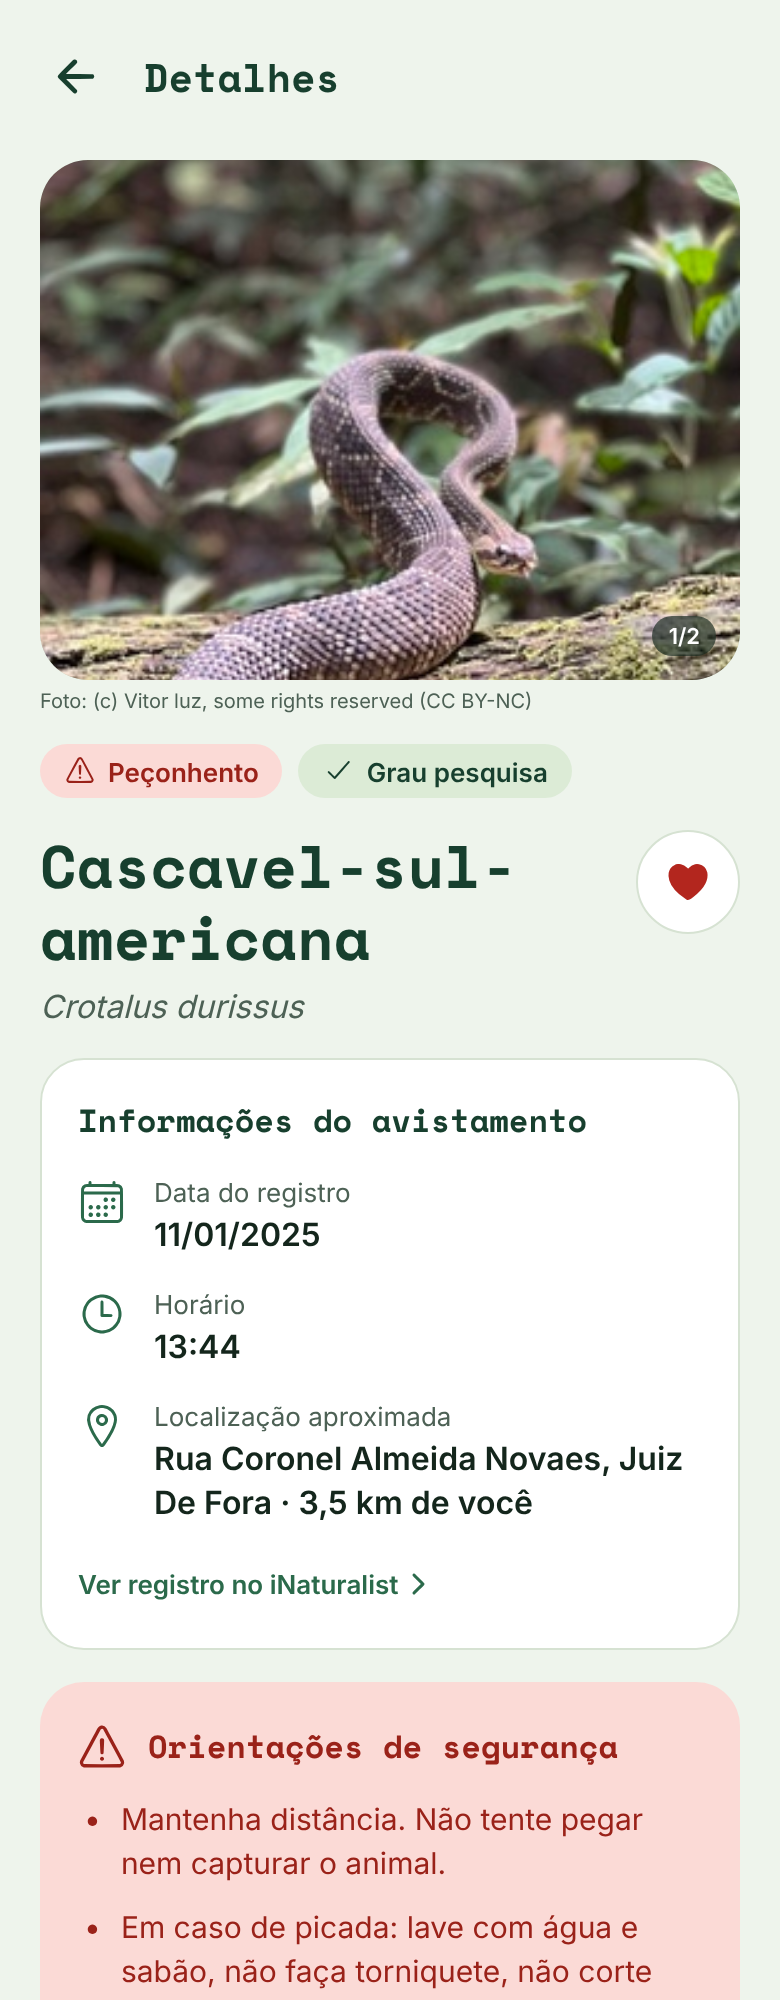 Detalhes
1/2
Foto: (c) Vitor luz, some rights reserved (CC BY-NC)
Peçonhento
Grau pesquisa
Cascavel-sul-
americana
Crotalus durissus
Informações do avistamento
Data do registro
11/01/2025
Horário
13:44
Localização aproximada
Rua Coronel Almeida Novaes, Juiz
De Fora · 3,5 km de você
Ver registro no iNaturalist
Orientações de segurança
• Mantenha distância. Não tente pegar
nem capturar o animal.
• Em caso de picada: lave com água e
sabão, não faça torniquete, não corte